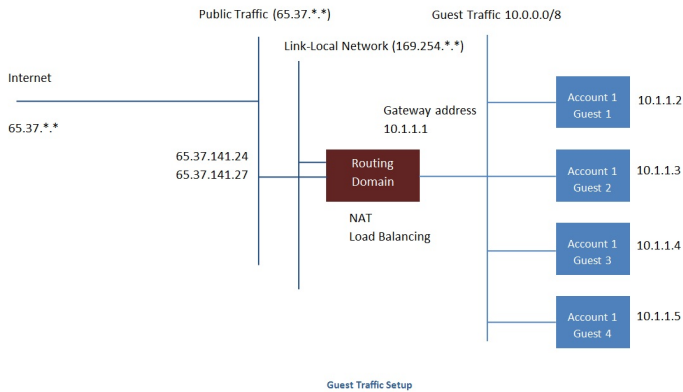 Public Traffic (65.37.*.*)
Guest Traffic 10.0.0.0/8
Link-Local Network (169.254.*.*)
Internet
65.37.*.*
Gateway address
10.1.1.1
65.37.141.24
65.37.141.27
Routing
Domain
NAT
Load Balancing
Account 1
Guest 1
10.1.1.2
Account 1
Guest 2
10.1.1.3
Account 1
Guest 3
10.1.1.4
Account 1
Guest 4
10.1.1.5
Guest Traffic Setup